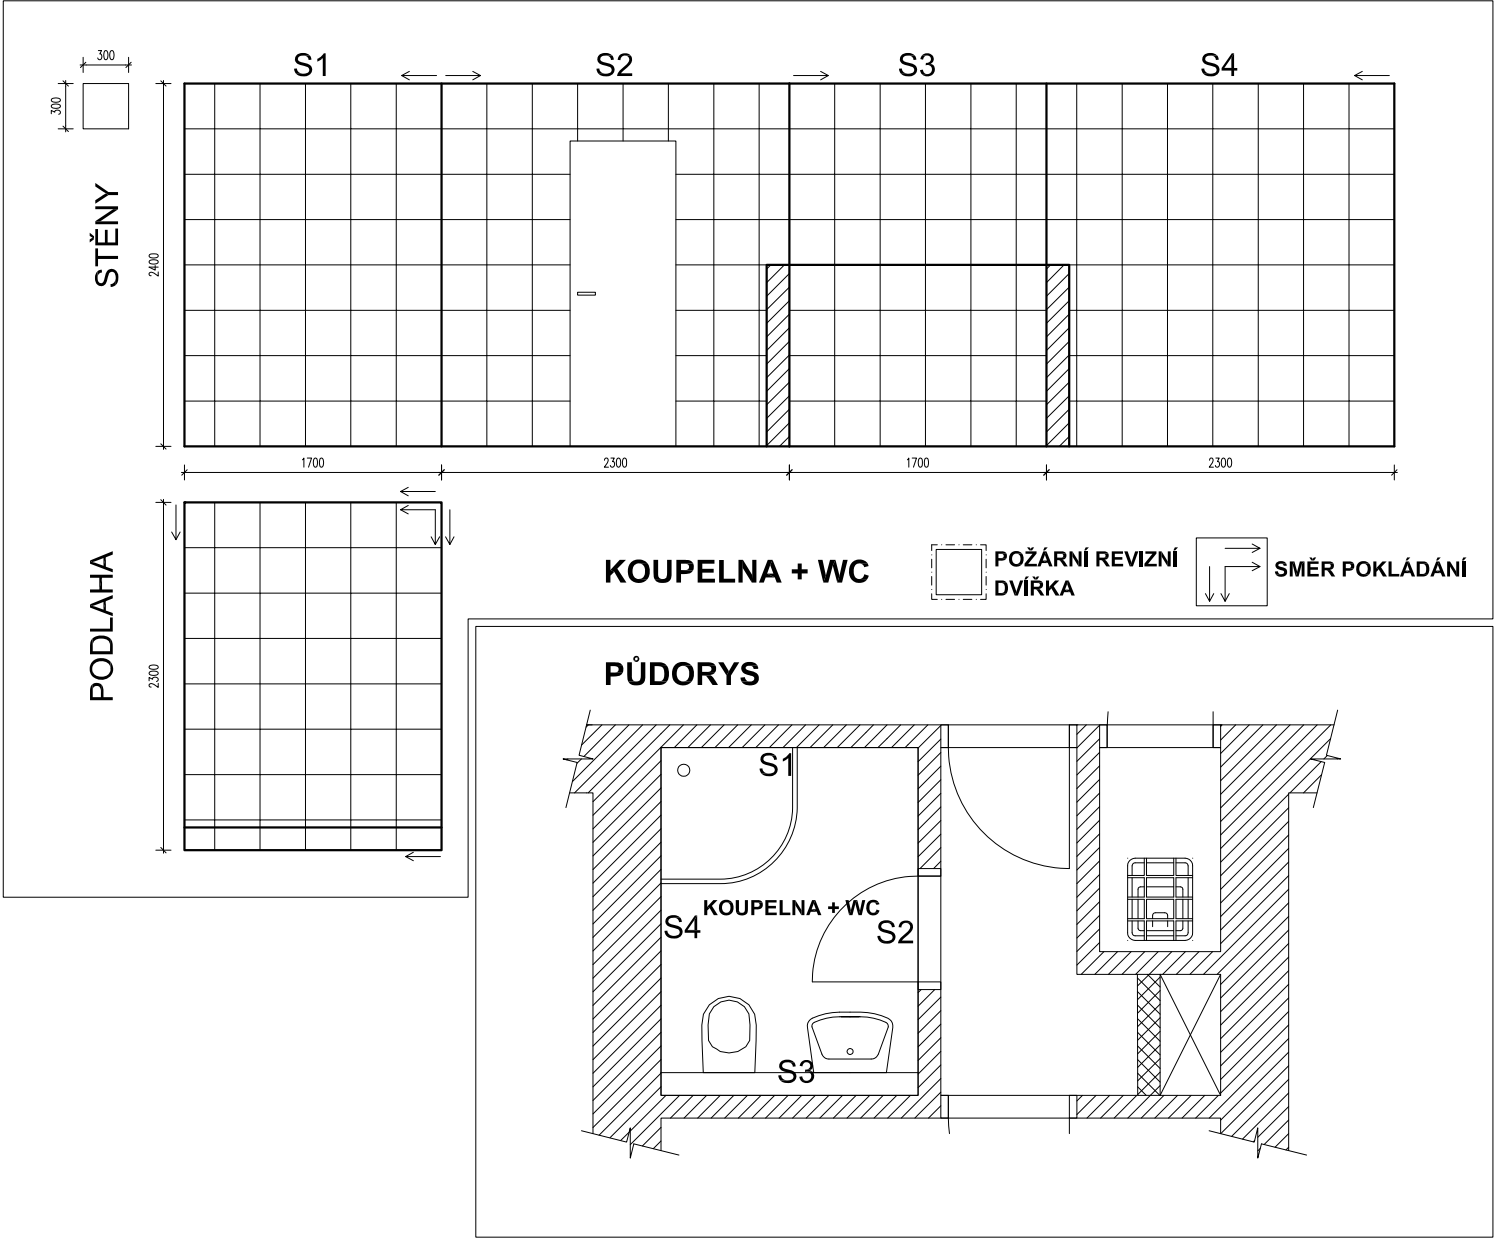 S1
S2
S3
S4
300
300
STĚNY
2400
1700
2300
1700
2300
PODLAHA
2300
KOUPELNA + WC
POŽÁRNÍ REVIZNÍ
DVÍŘKA
SMĚR POKLÁDÁNÍ
PŮDORYS
S1
KOUPELNA + WC
S4
S2
S3